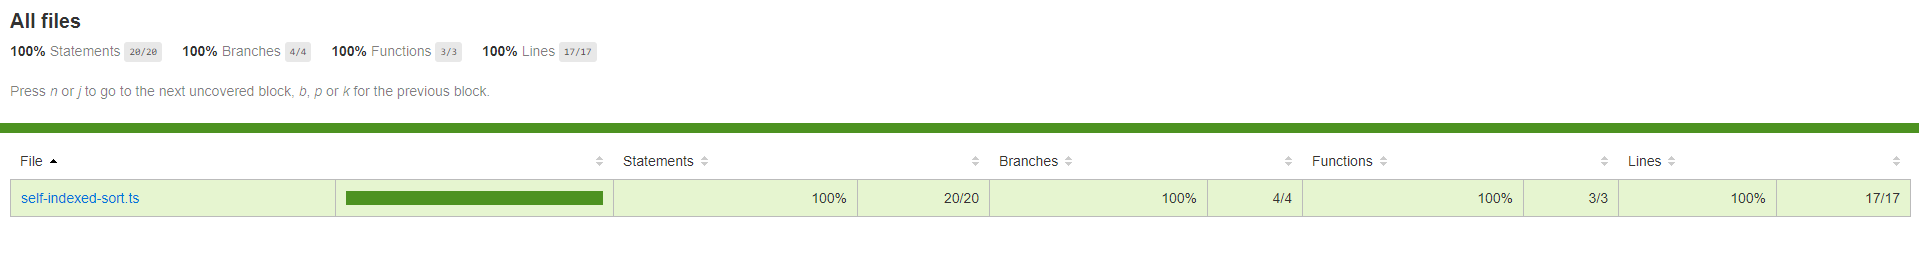 All files
100% Statements 20/20 100% Branches 4/4 100% Functions 3/3 100% Lines 17/17
Press n or j to go to the next uncovered block, b, p or k for the previous block.
File Statements Branches Functions Lines
self-indexed-sort.ts 100% 20/20 100% 4/4 100% 3/3 100% 17/17